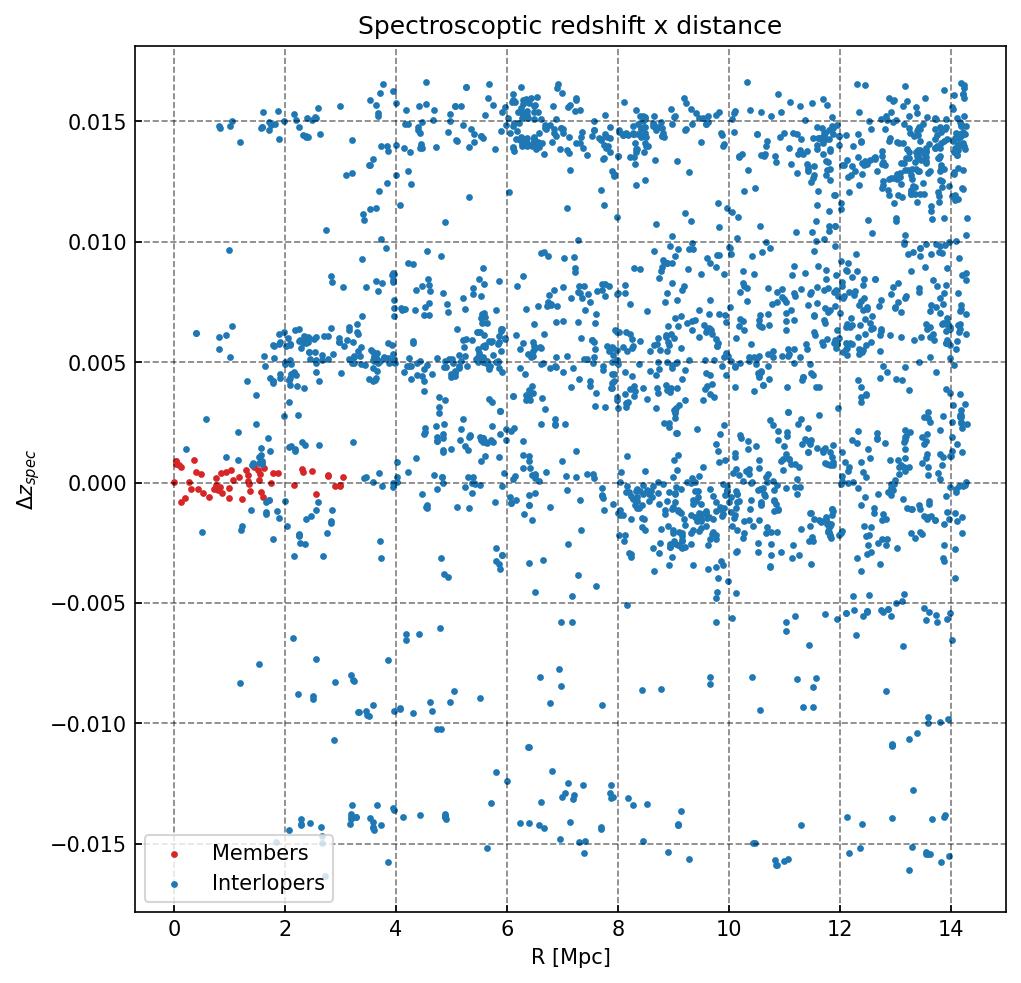 Spectroscoptic redshift x distance
0.015
0.010
0.005
0.000
−0.005
−0.010
−0.015
Δz_spec
Members
Interlopers
0 2 4 6 8 10 12 14
R [Mpc]